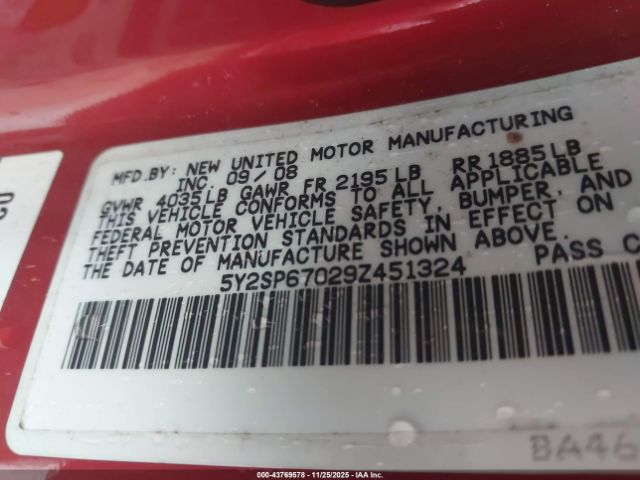 MFD.BY: NEW UNITED MOTOR MANUFACTURING
INC. 09/08
GVWR 4035LB GAWR FR 2195LB RR 1885LB
THIS VEHICLE CONFORMS TO ALL APPLICABLE
FEDERAL MOTOR VEHICLE SAFETY, BUMPER, AND
THEFT PREVENTION STANDARDS IN EFFECT ON
THE DATE OF MANUFACTURE SHOWN ABOVE.
5Y2SP67029Z451324 PASS C
BA46
000-43769578 — 11/25/2025 — IAA Inc.